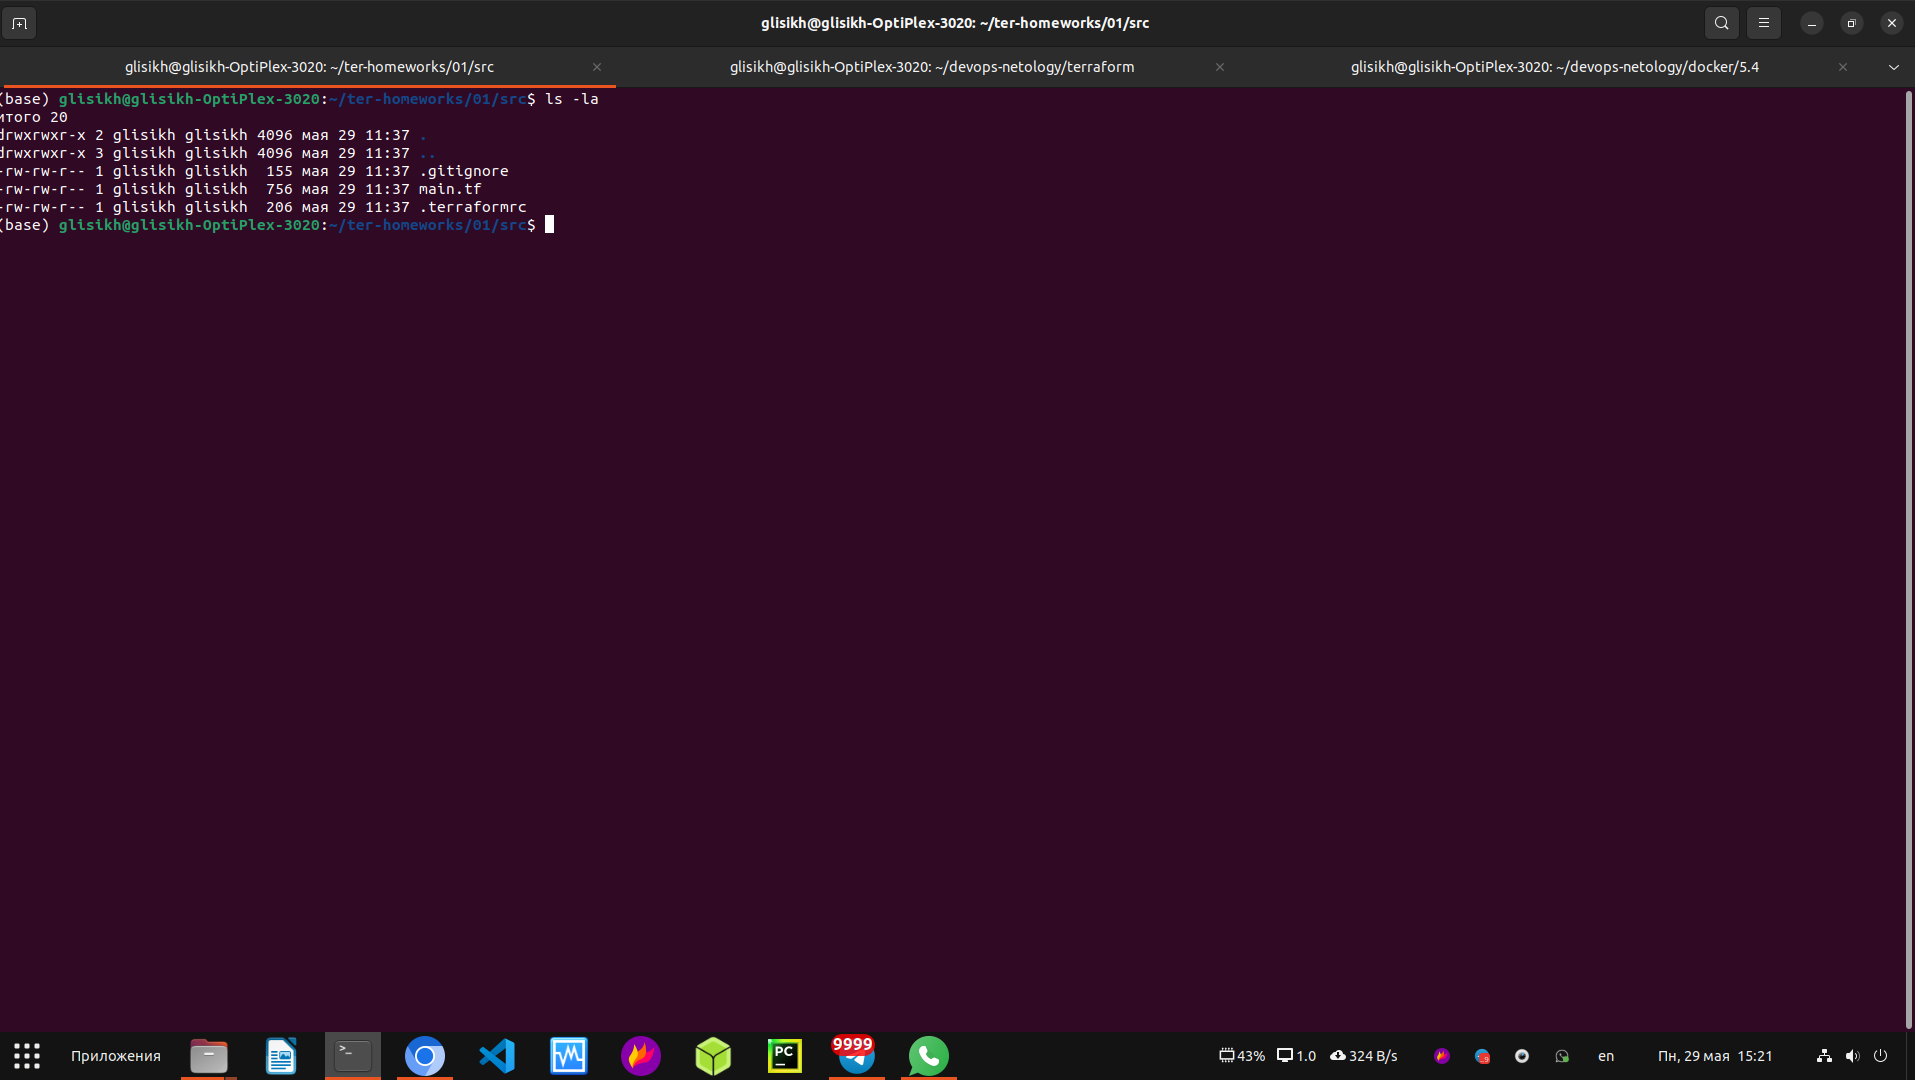 glisikh@glisikh-OptiPlex-3020: ~/ter-homeworks/01/src
glisikh@glisikh-OptiPlex-3020: ~/ter-homeworks/01/src
glisikh@glisikh-OptiPlex-3020: ~/devops-netology/terraform
glisikh@glisikh-OptiPlex-3020: ~/devops-netology/docker/5.4
(base) glisikh@glisikh-OptiPlex-3020:~/ter-homeworks/01/src$ ls -la
итого 20
drwxrwxr-x 2 glisikh glisikh 4096 мая 29 11:37 .
drwxrwxr-x 3 glisikh glisikh 4096 мая 29 11:37 ..
-rw-rw-r-- 1 glisikh glisikh  155 мая 29 11:37 .gitignore
-rw-rw-r-- 1 glisikh glisikh  756 мая 29 11:37 main.tf
-rw-rw-r-- 1 glisikh glisikh  206 мая 29 11:37 .terraformrc
(base) glisikh@glisikh-OptiPlex-3020:~/ter-homeworks/01/src$
Приложения
>_
PC
9999
43%
1.0
324 B/s
en
Пн, 29 мая 15:21